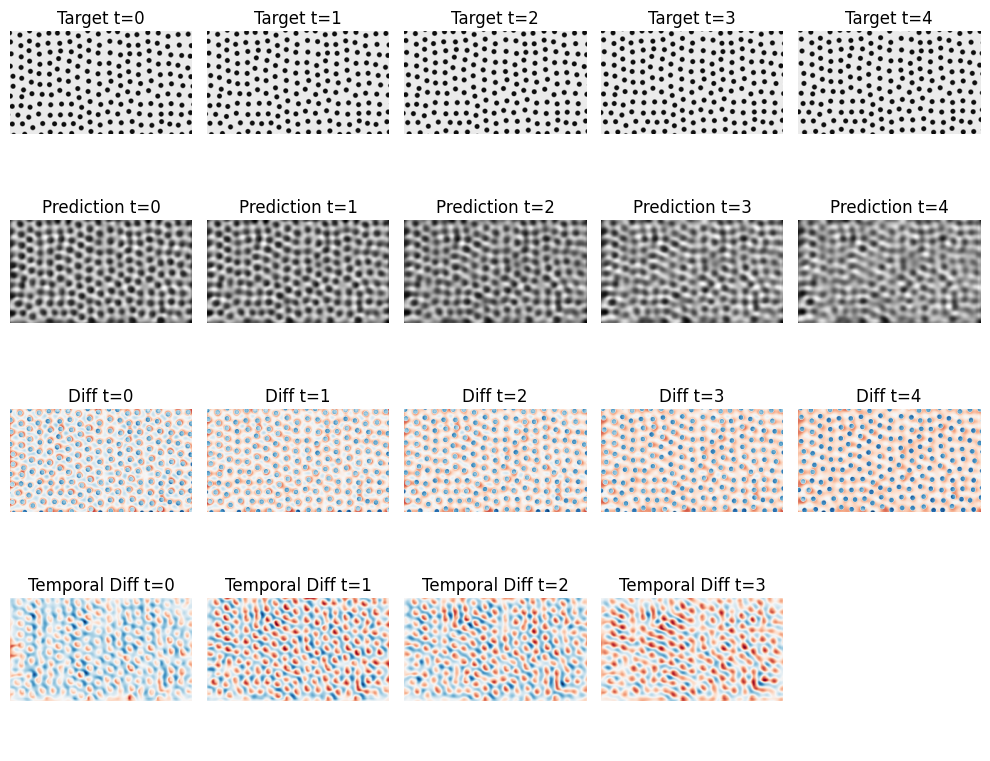 Target t=0 Target t=1 Target t=2 Target t=3 Target t=4
Prediction t=0 Prediction t=1 Prediction t=2 Prediction t=3 Prediction t=4
Diff t=0 Diff t=1 Diff t=2 Diff t=3 Diff t=4
Temporal Diff t=0 Temporal Diff t=1 Temporal Diff t=2 Temporal Diff t=3